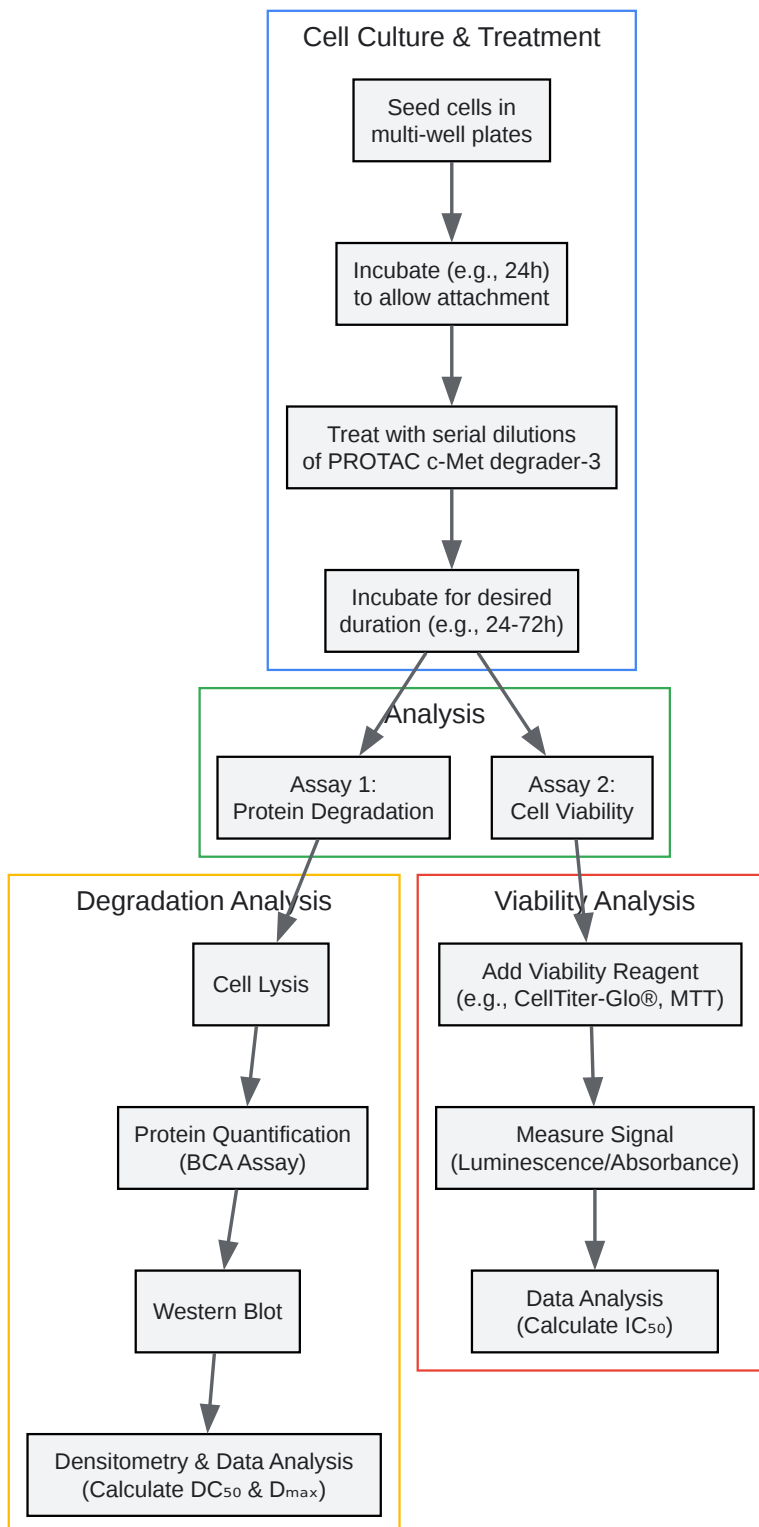 Cell Culture & Treatment
Seed cells in
multi-well plates
Incubate (e.g., 24h)
to allow attachment
Treat with serial dilutions
of PROTAC c-Met degrader-3
Incubate for desired
duration (e.g., 24-72h)
Analysis
Assay 1:
Protein Degradation
Assay 2:
Cell Viability
Degradation Analysis
Cell Lysis
Protein Quantification
(BCA Assay)
Western Blot
Densitometry & Data Analysis
(Calculate DC₅₀ & Dₘₐₓ)
Viability Analysis
Add Viability Reagent
(e.g., CellTiter-Glo®, MTT)
Measure Signal
(Luminescence/Absorbance)
Data Analysis
(Calculate IC₅₀)